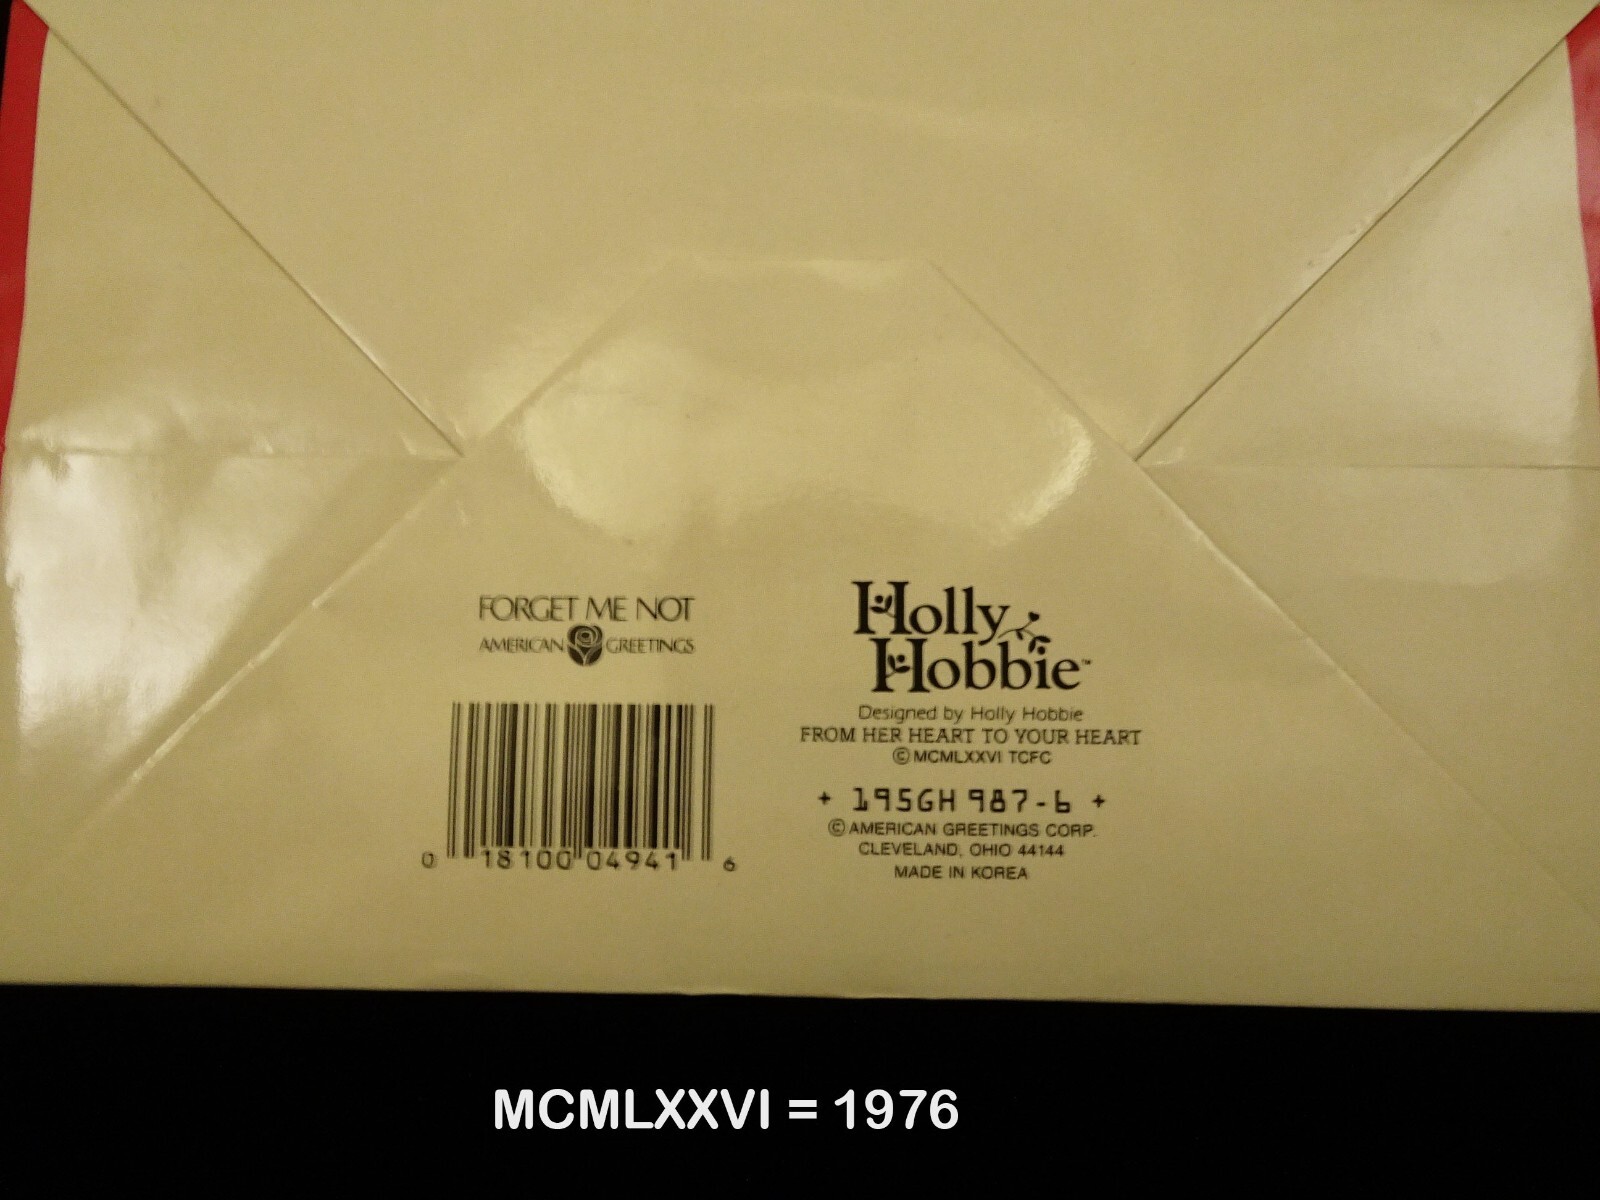 FORGET ME NOT
AMERICAN GREETINGS
0 18100 04941 6
Holly
Hobbie™
Designed by Holly Hobbie
FROM HER HEART TO YOUR HEART
©MCMLXXVI TCFC
+ 195GH 987-6 +
©AMERICAN GREETINGS CORP.
CLEVELAND, OHIO 44144
MADE IN KOREA
MCMLXXVI = 1976